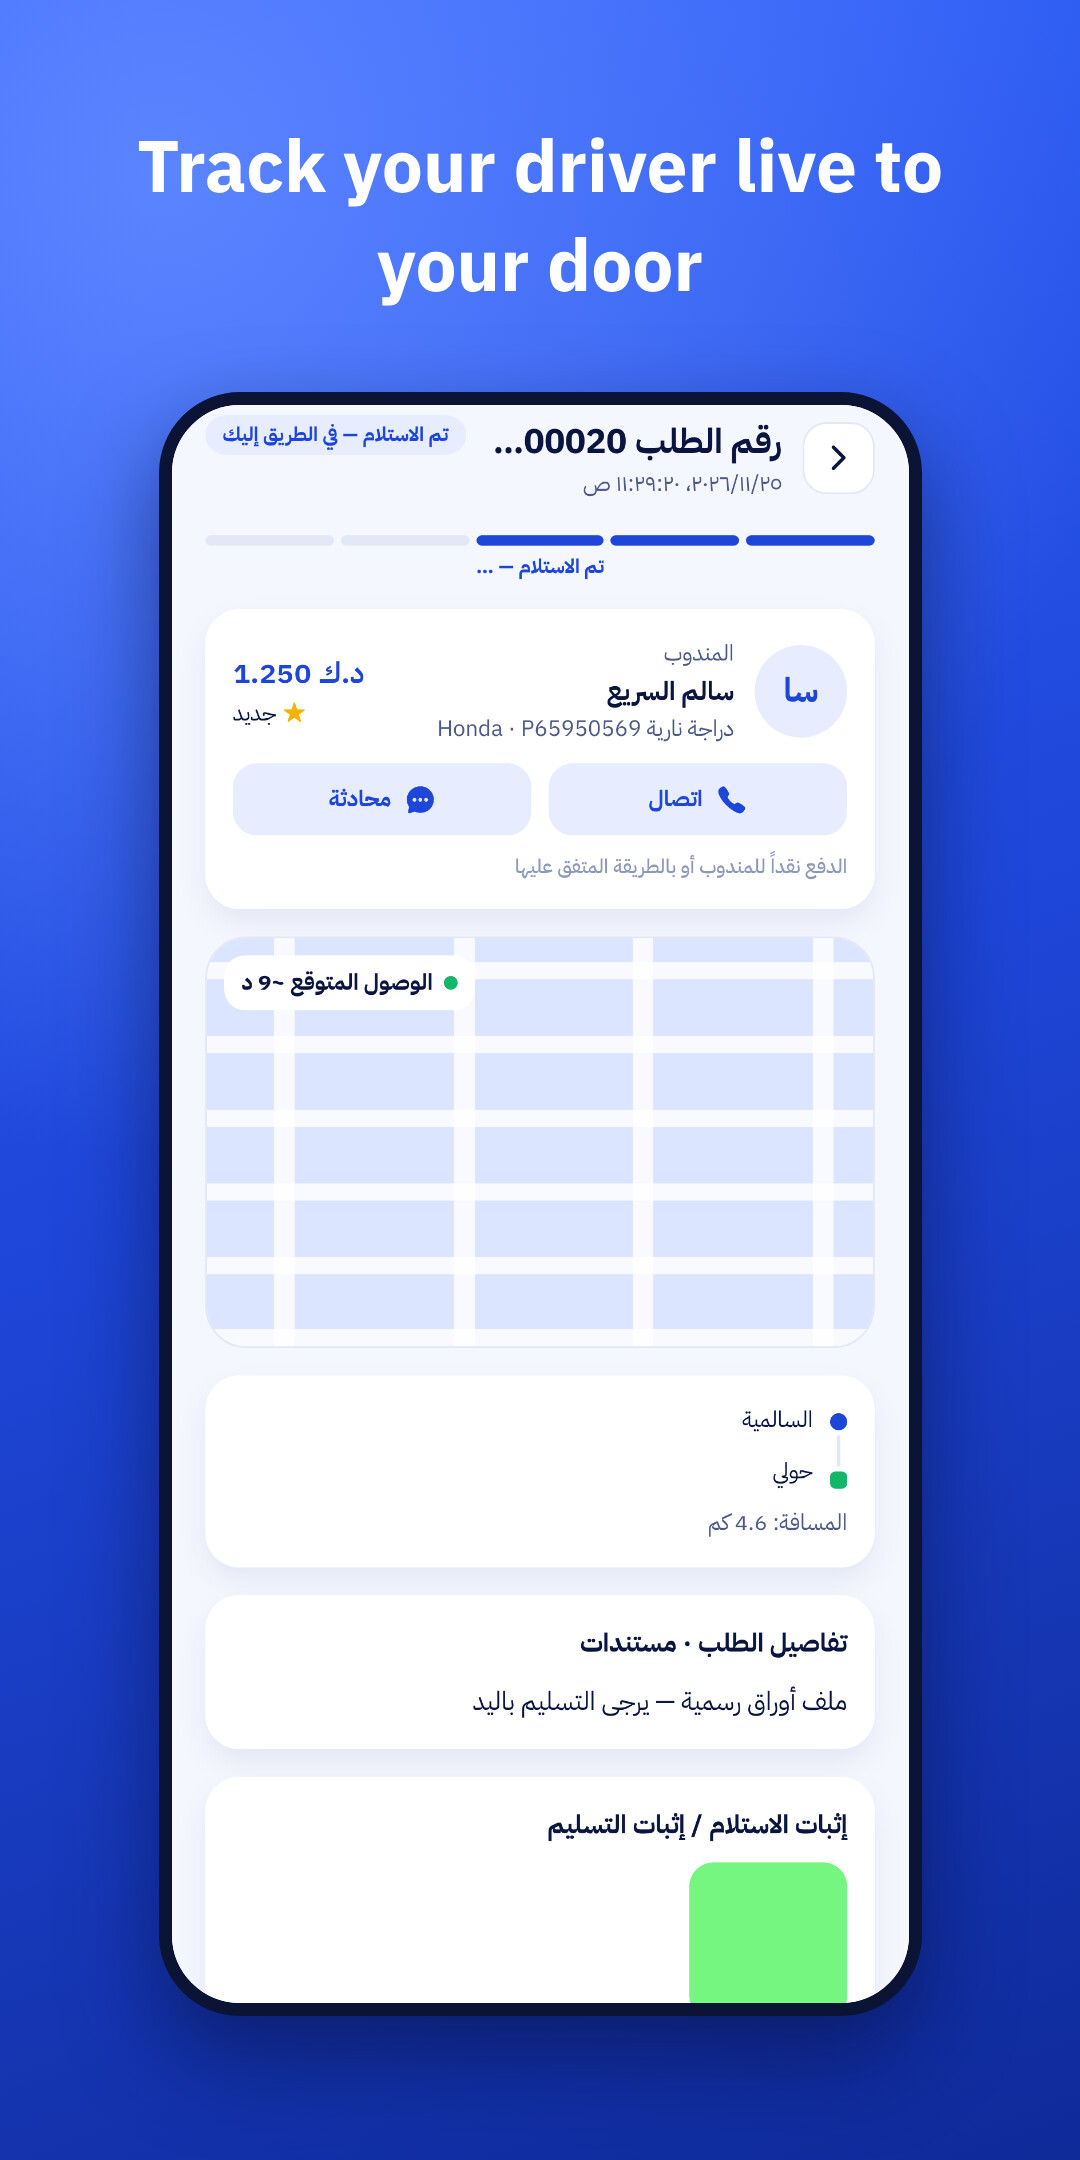 Track your driver live to
your door
رقم الطلب 00020...
تم الاستلام — في الطريق إليك
٢٠٢٦/١١/٢٥، ١١:٢٩:٢٠ ص
تم الاستلام — ...
سا
المندوب
سالم السريع
دراجة نارية Honda · P65950569
د.ك 1.250
جديد
اتصال
محادثة
الدفع نقداً للمندوب أو بالطريقة المتفق عليها
الوصول المتوقع ~9 د
السالمية
حولي
المسافة: 4.6 كم
تفاصيل الطلب · مستندات
ملف أوراق رسمية — يرجى التسليم باليد
إثبات الاستلام / إثبات التسليم